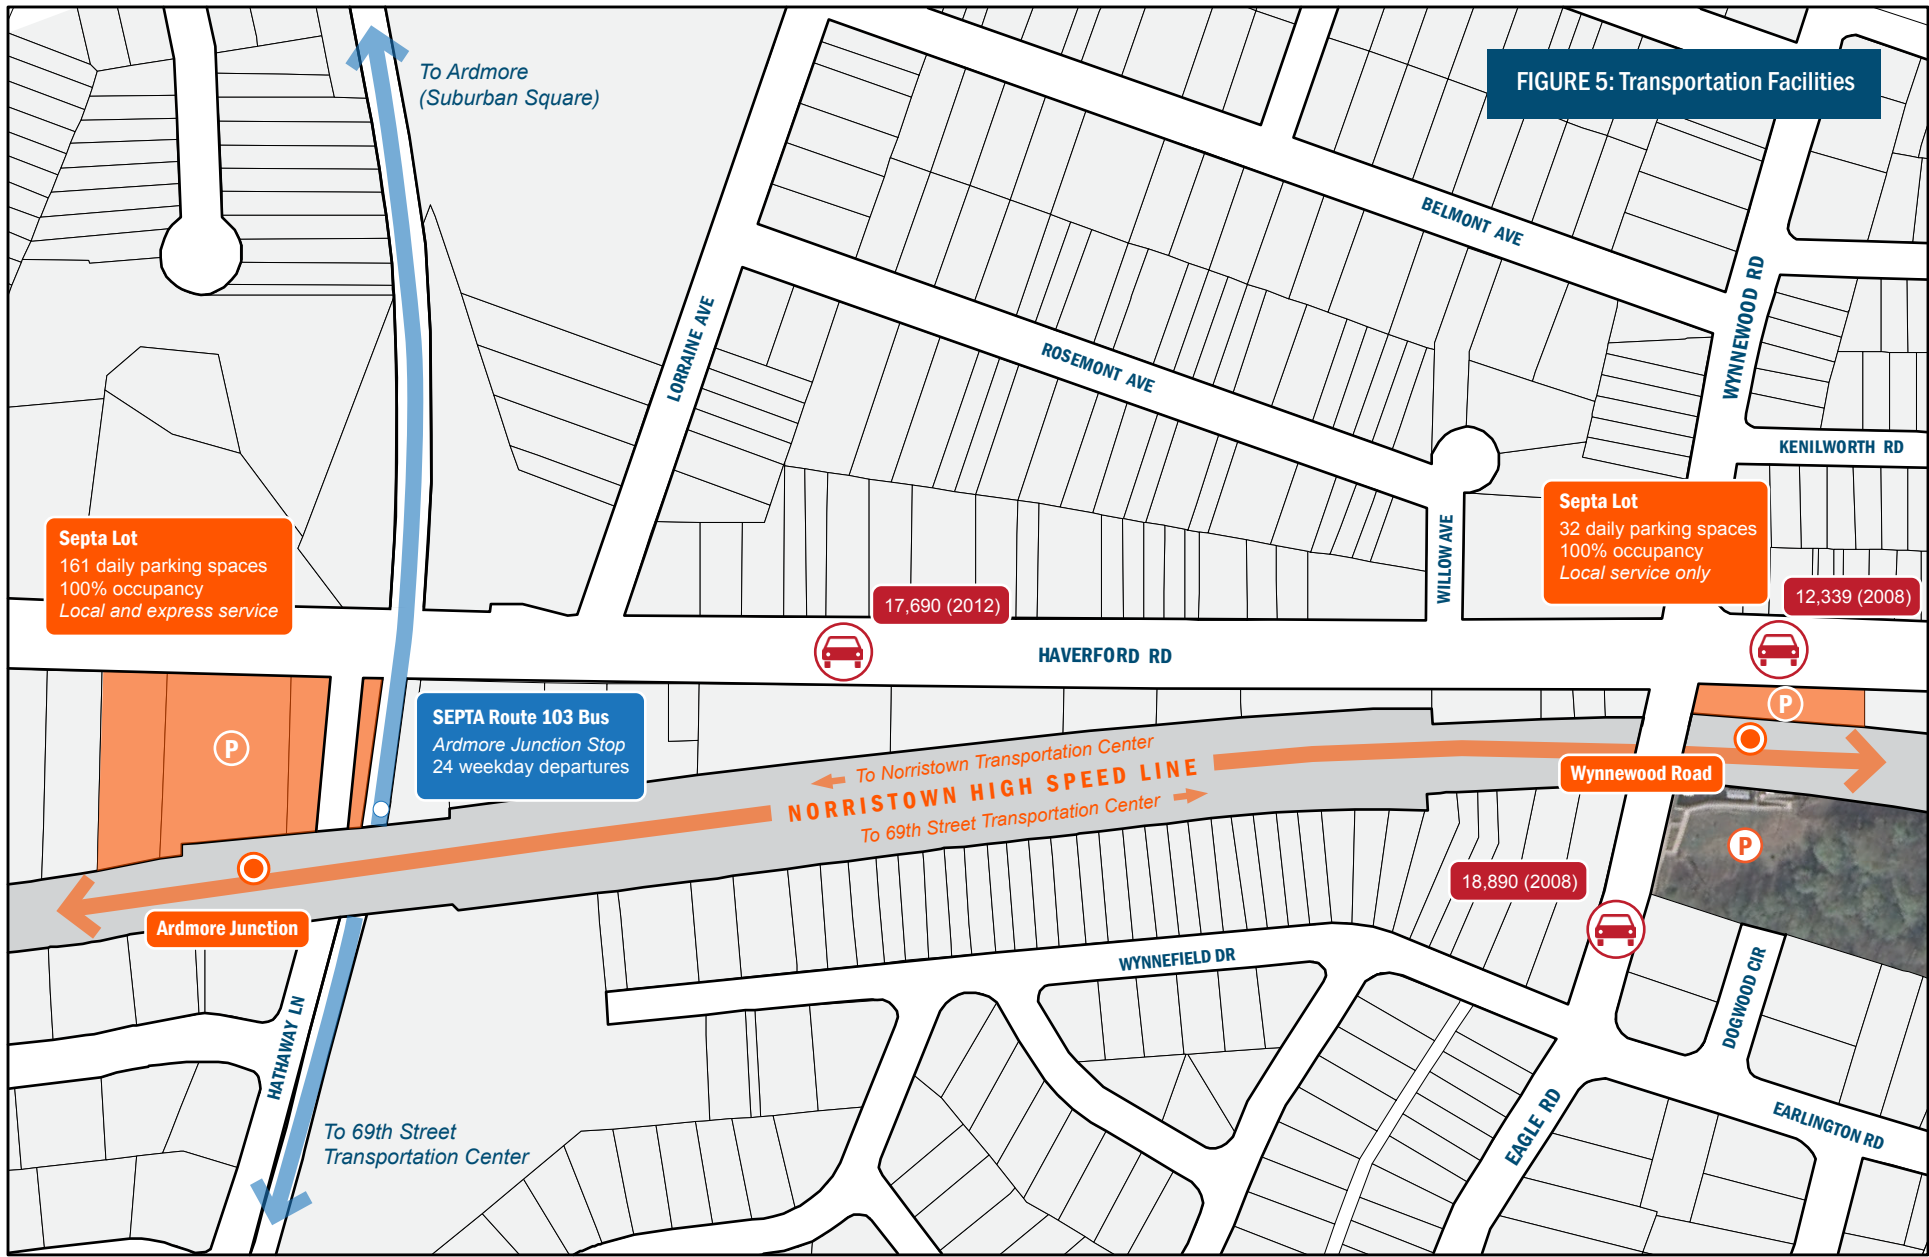 FIGURE 5: Transportation Facilities
To Ardmore
(Suburban Square)
BELMONT AVE
WYNNEWOOD RD
LORRAINE AVE
ROSEMONT AVE
KENILWORTH RD
Septa Lot
161 daily parking spaces
100% occupancy
Local and express service
Septa Lot
32 daily parking spaces
100% occupancy
Local service only
WILLOW AVE
17,690 (2012)
12,339 (2008)
HAVERFORD RD
P
SEPTA Route 103 Bus
Ardmore Junction Stop
24 weekday departures
P
To Norristown Transportation Center
NORRISTOWN HIGH SPEED LINE
To 69th Street Transportation Center
Wynnewood Road
P
18,890 (2008)
Ardmore Junction
WYNNEFIELD DR
DOGWOOD CIR
HATHAWAY LN
EAGLE RD
EARLINGTON RD
To 69th Street
Transportation Center